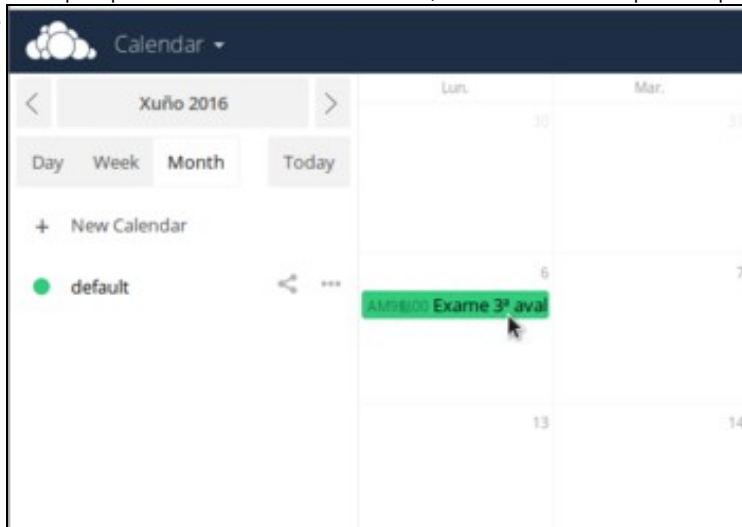 Calendar
Xuño 2016
Day Week Month Today
+ New Calendar
default
Lun. Mar.
30 31
6 7
Exame 3ª aval
13 14